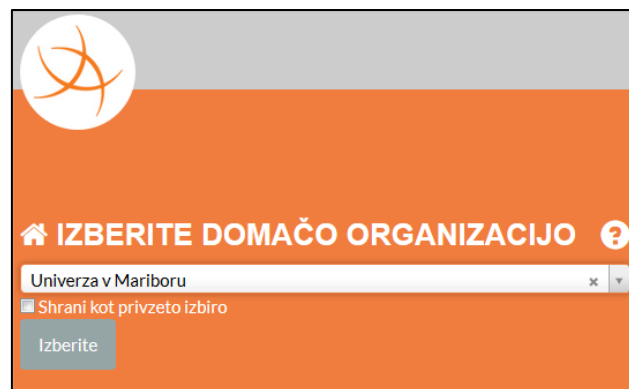 IZBERITE DOMAČO ORGANIZACIJO
Univerza v Mariboru
Shrani kot privzeto izbiro
Izberite